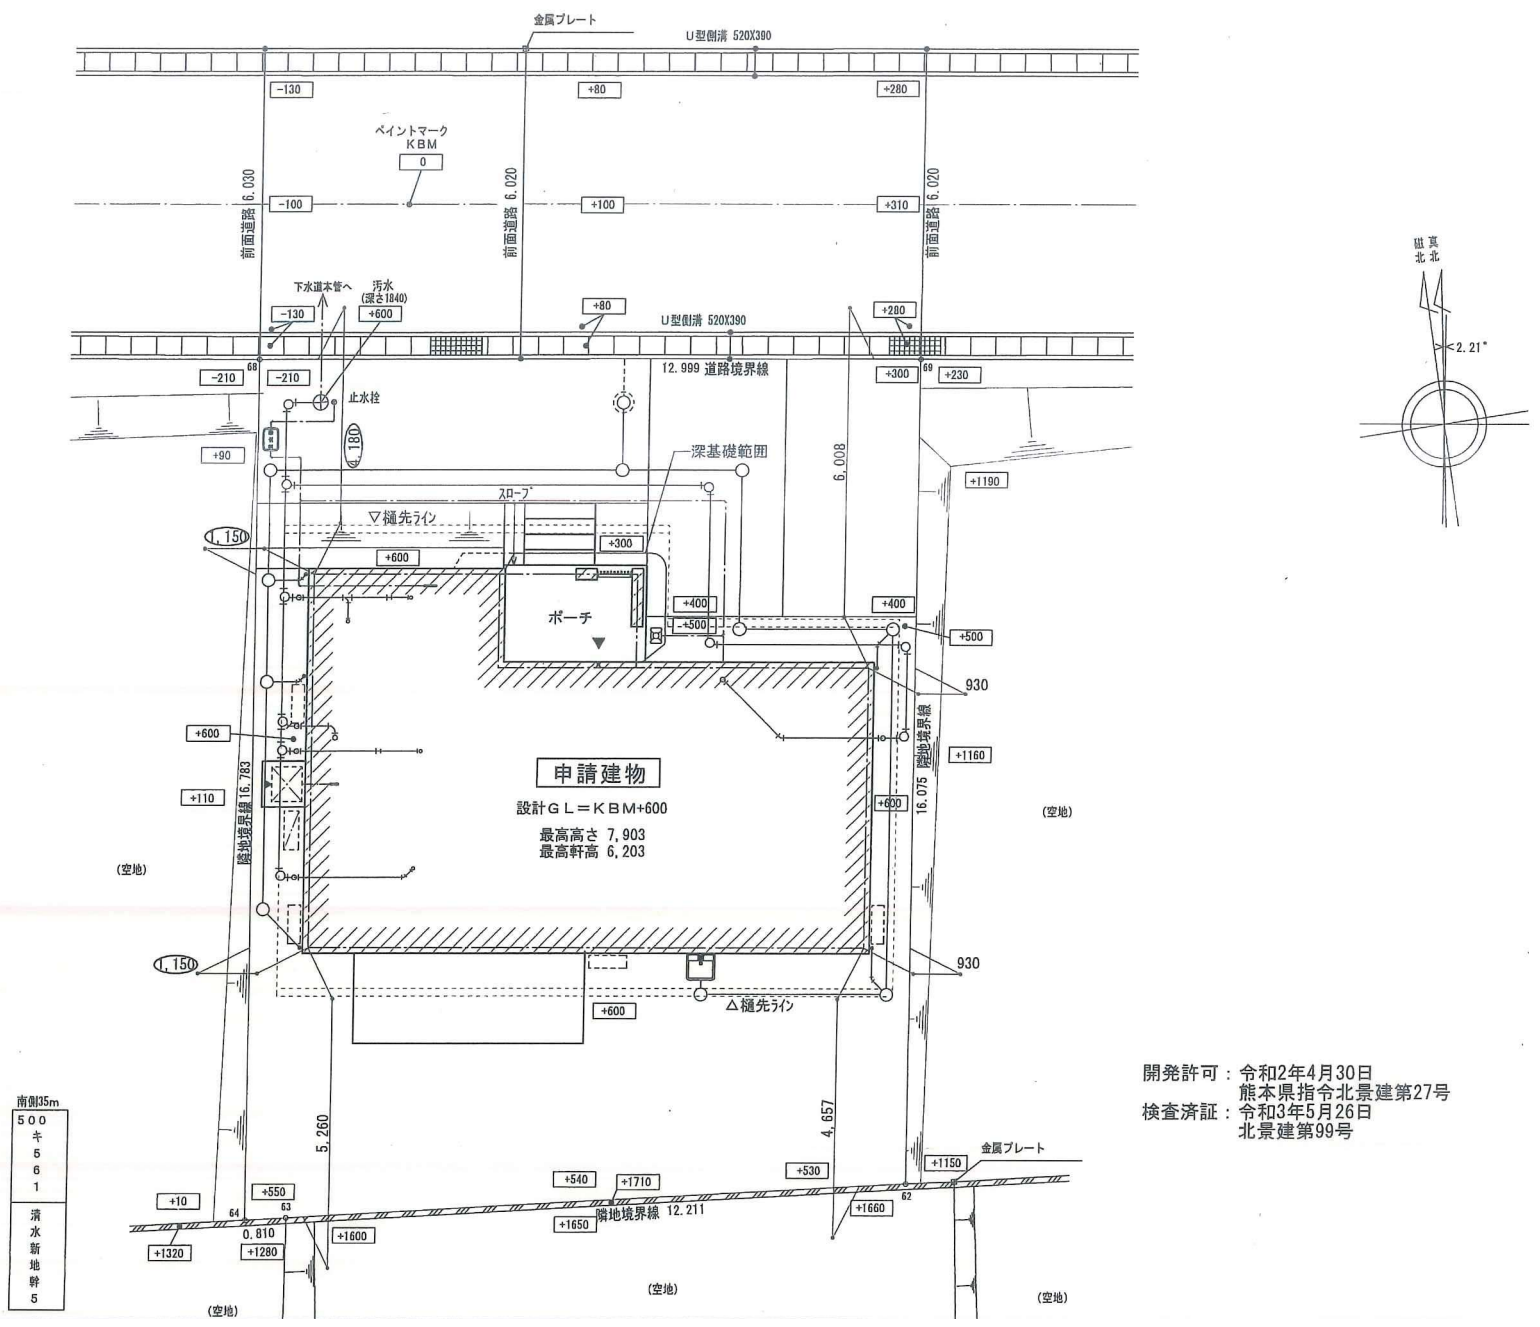 金属プレート
U型側溝 520X390
-130
+80
+280
ペイントマーク
KBM
0
前面道路 6.030
前面道路 6.020
前面道路 6.020
-100
+100
+310
磁北
真北
2.21°
下水道本管へ
汚水
(深さ1840)
-130
+600
+80
+280
U型側溝 520X390
68
12.999 道路境界線
69
-210
-210
+300
+230
止水栓
4,180
+90
深基礎範囲
6,008
+1190
スロープ
▽樋先ライン
1,150
+600
+300
ポーチ
+400
+500
+400
+500
930
+600
隣地境界線 16.783
+110
申請建物
設計GL=KBM+600
最高高さ 7,903
最高軒高 6,203
16.075 隣地境界線
+1160
+600
(空地)
(空地)
1,150
930
+600
△樋先ライン
開発許可：令和2年4月30日
熊本県指令北景建第27号
検査済証：令和3年5月26日
北景建第99号
南側35m
500
キ
5
6
1
清
水
新
地
幹
5
5,260
4,657
金属プレート
+10
+550
+540
+1710
+530
+1150
64
63
62
0.810
隣地境界線 12.211
+1320
+1280
+1600
+1650
+1660
(空地)
(空地)
(空地)